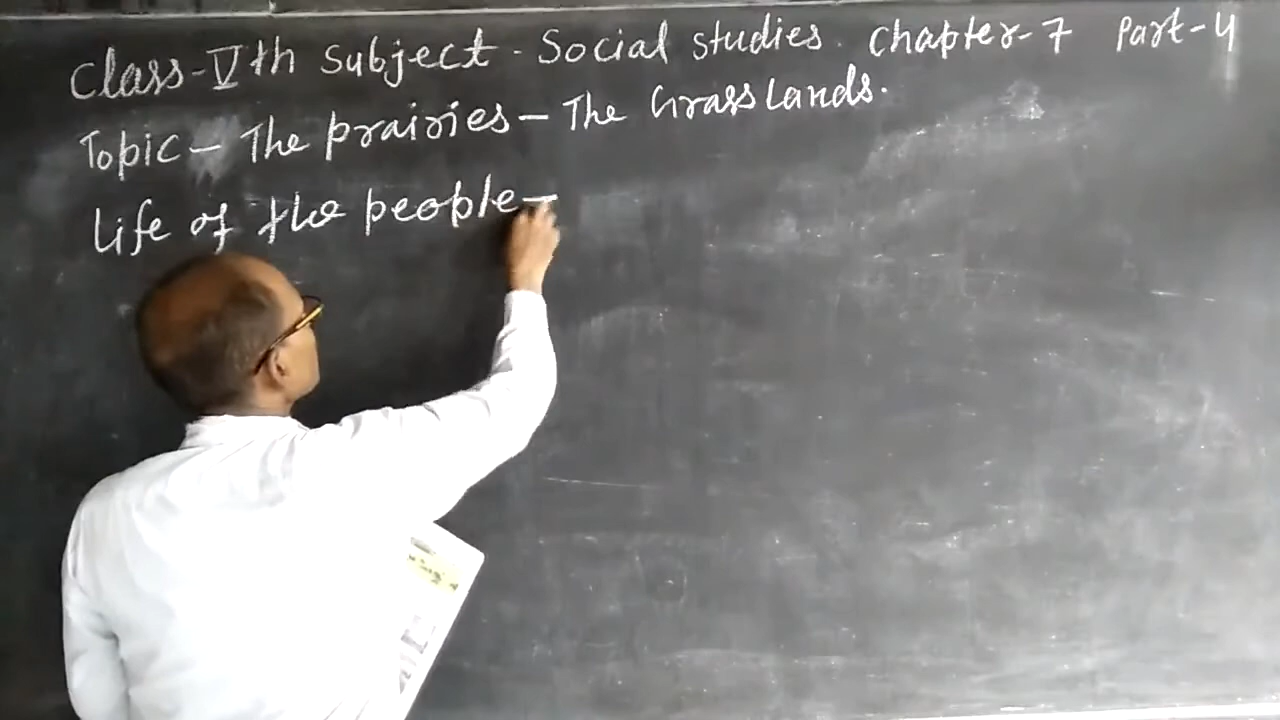 Class-Vth Subject - Social studies. Chapter-7 Part-4
Topic - The prairies - The Grass Lands.
Life of the people-